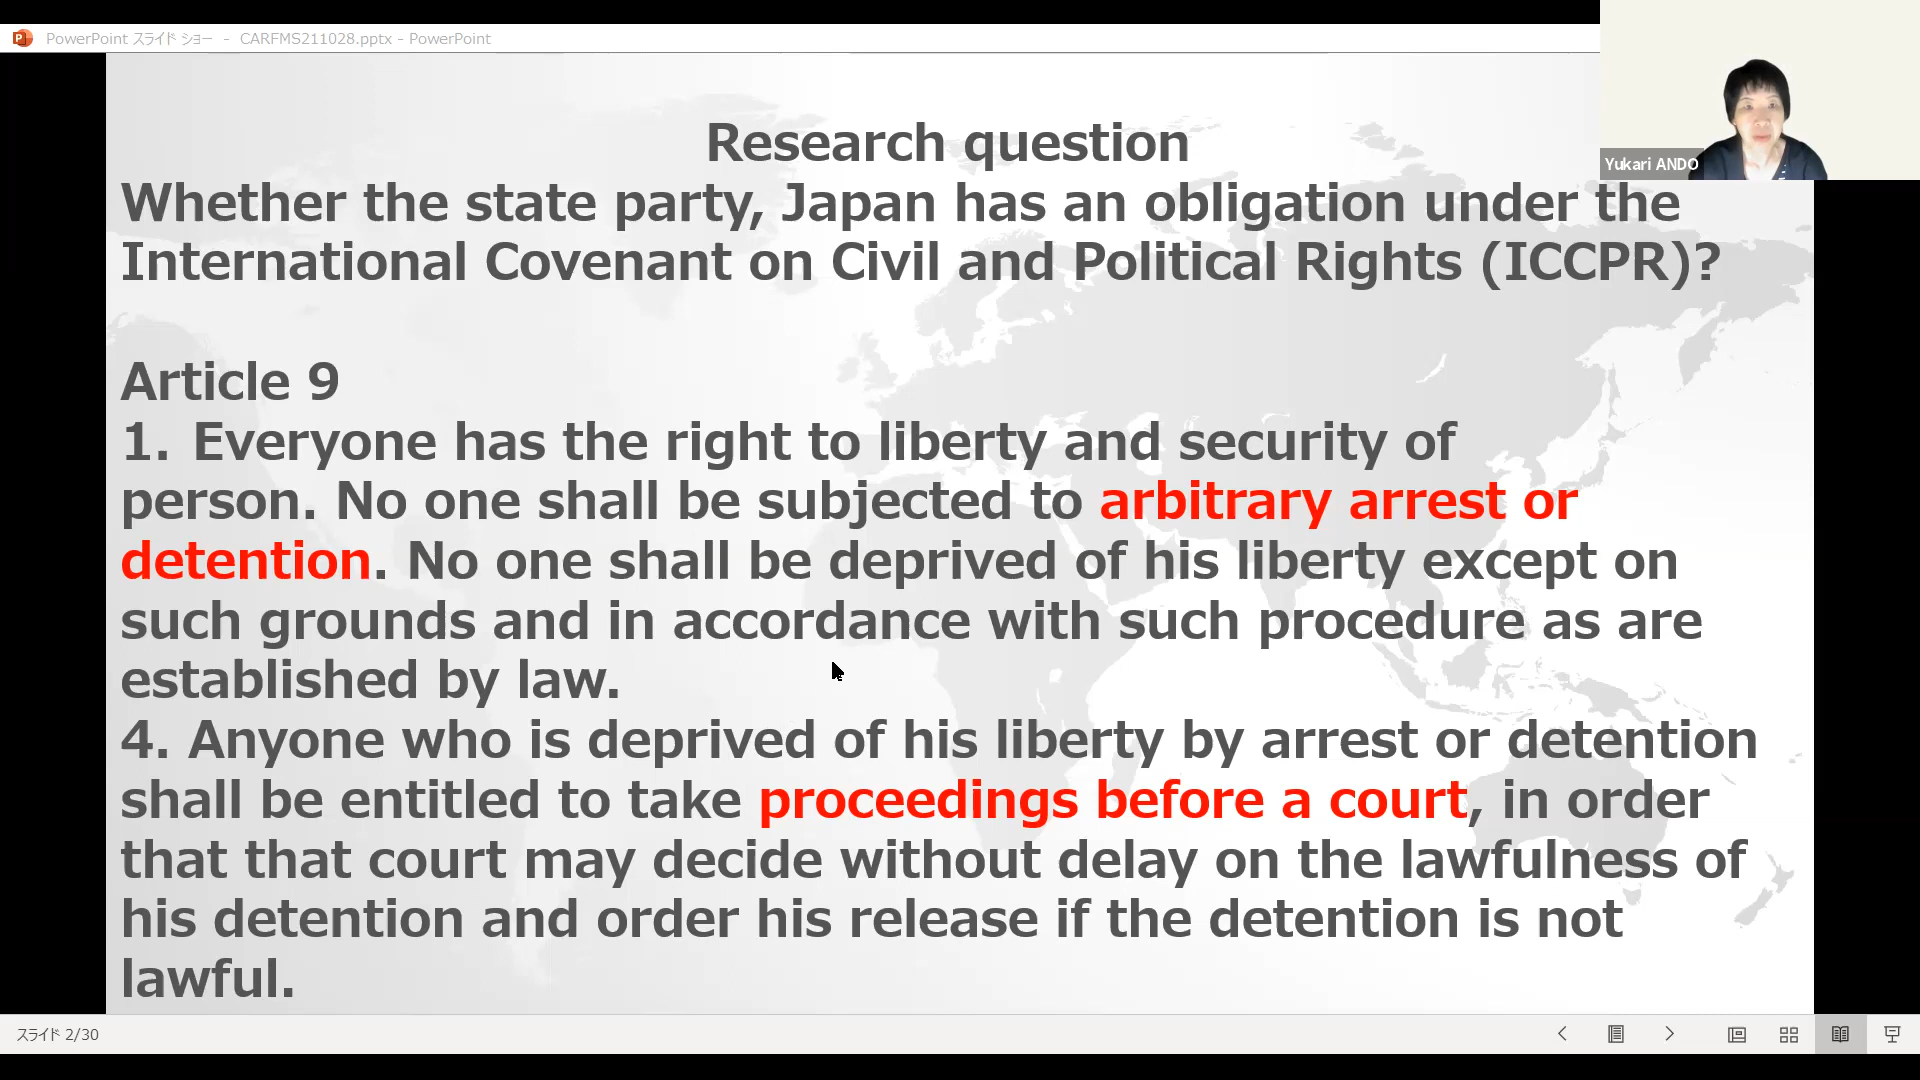 PowerPoint スライド ショー - CARFMS211028.pptx - PowerPoint
Yukari ANDO
Research question
Whether the state party, Japan has an obligation under the
International Covenant on Civil and Political Rights (ICCPR)?
Article 9
1. Everyone has the right to liberty and security of
person. No one shall be subjected to arbitrary arrest or
detention. No one shall be deprived of his liberty except on
such grounds and in accordance with such procedure as are
established by law.
4. Anyone who is deprived of his liberty by arrest or detention
shall be entitled to take proceedings before a court, in order
that that court may decide without delay on the lawfulness of
his detention and order his release if the detention is not
lawful.
スライド 2/30